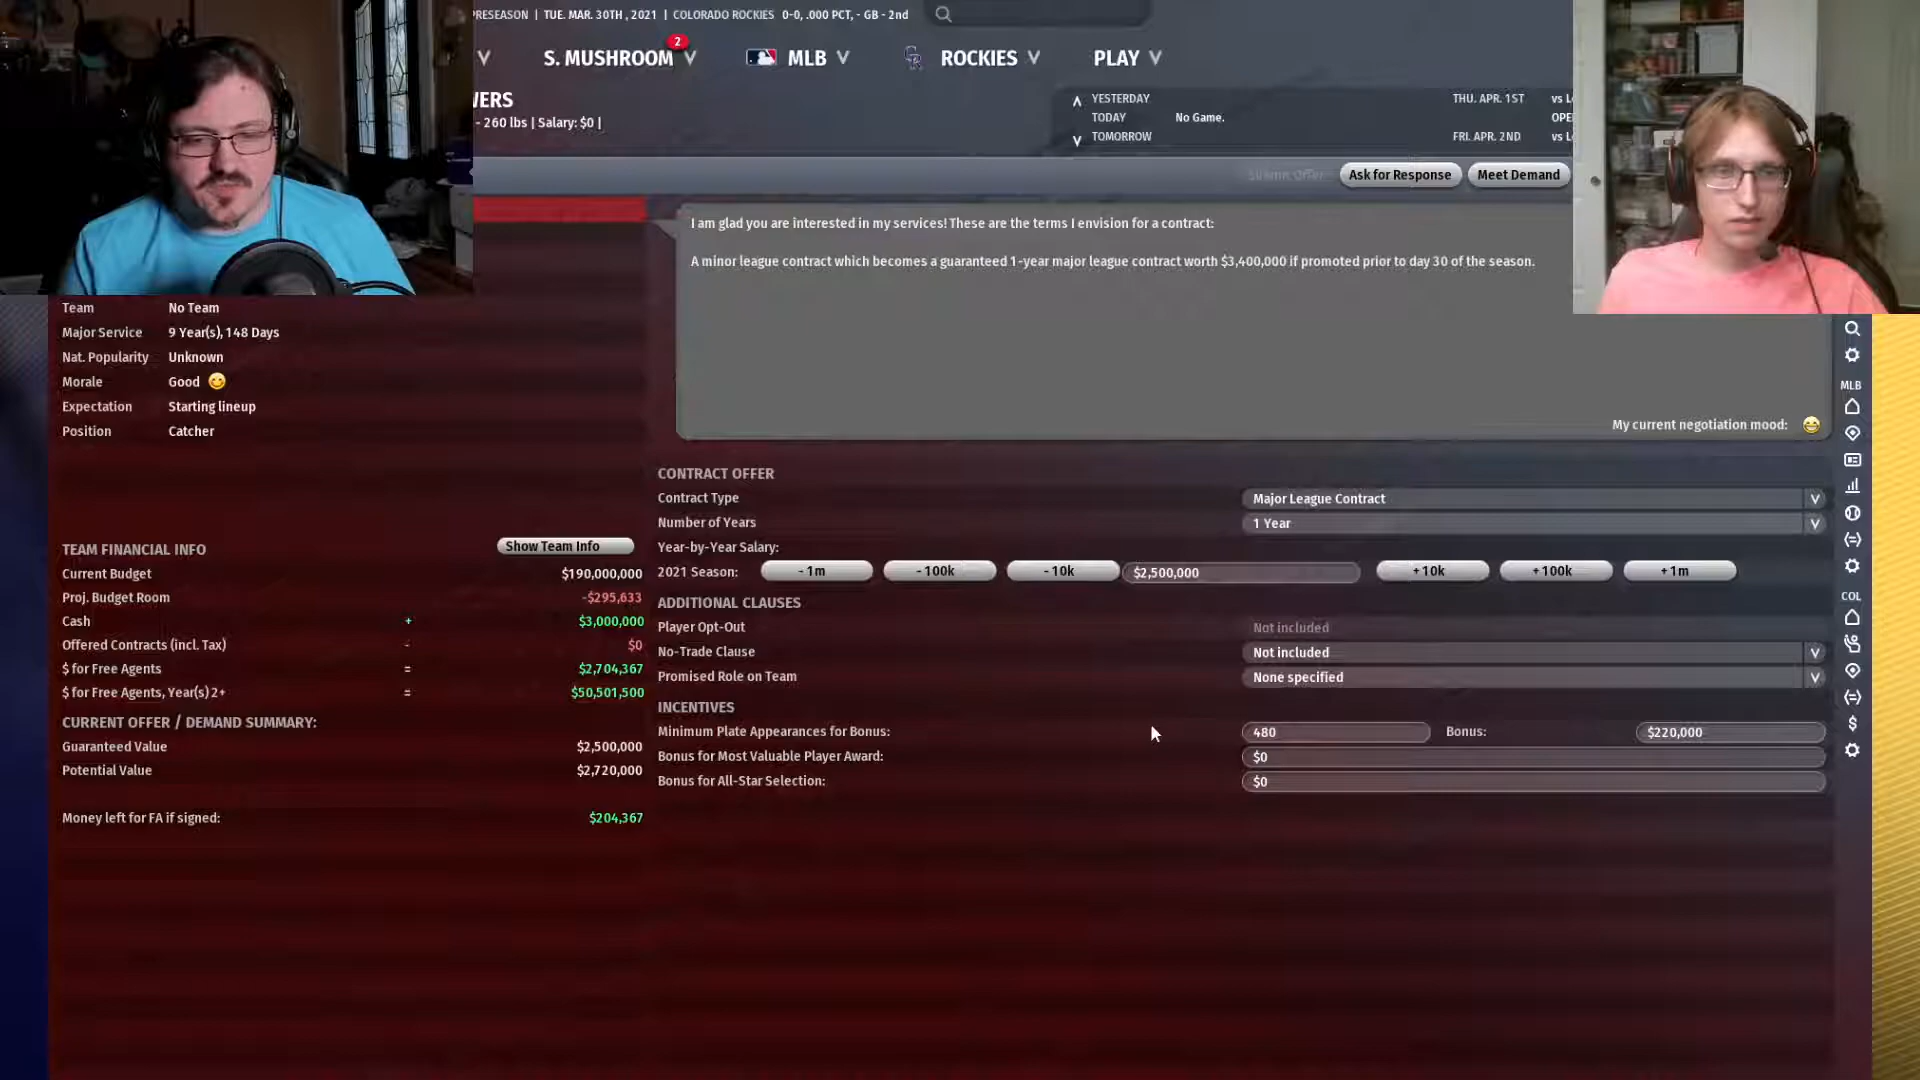 PRESEASON | TUE. MAR. 30TH, 2021 | COLORADO ROCKIES 0-0, .000 PCT, - GB - 2nd
S. MUSHROOM 2 MLB ROCKIES PLAY
- 260 lbs | Salary: $0 |
YESTERDAY
TODAY No Game.
TOMORROW
THU. APR. 1ST vs
FRI. APR. 2ND vs
Submit Offer Ask for Response Meet Demand
I am glad you are interested in my services! These are the terms I envision for a contract:
A minor league contract which becomes a guaranteed 1-year major league contract worth $3,400,000 if promoted prior to day 30 of the season.
My current negotiation mood:
Team No Team
Major Service 9 Year(s), 148 Days
Nat. Popularity Unknown
Morale Good
Expectation Starting lineup
Position Catcher
TEAM FINANCIAL INFO Show Team Info
Current Budget $190,000,000
Proj. Budget Room -$295,633
Cash + $3,000,000
Offered Contracts (incl. Tax) - $0
$ for Free Agents = $2,704,367
$ for Free Agents, Year(s) 2+ = $50,501,500
CURRENT OFFER / DEMAND SUMMARY:
Guaranteed Value $2,500,000
Potential Value $2,720,000
Money left for FA if signed: $204,367
CONTRACT OFFER
Contract Type Major League Contract
Number of Years 1 Year
Year-by-Year Salary:
2021 Season: - 1m - 100k - 10k $2,500,000 + 10k + 100k + 1m
ADDITIONAL CLAUSES
Player Opt-Out Not included
No-Trade Clause Not included
Promised Role on Team None specified
INCENTIVES
Minimum Plate Appearances for Bonus: 480 Bonus: $220,000
Bonus for Most Valuable Player Award: $0
Bonus for All-Star Selection: $0
MLB
COL